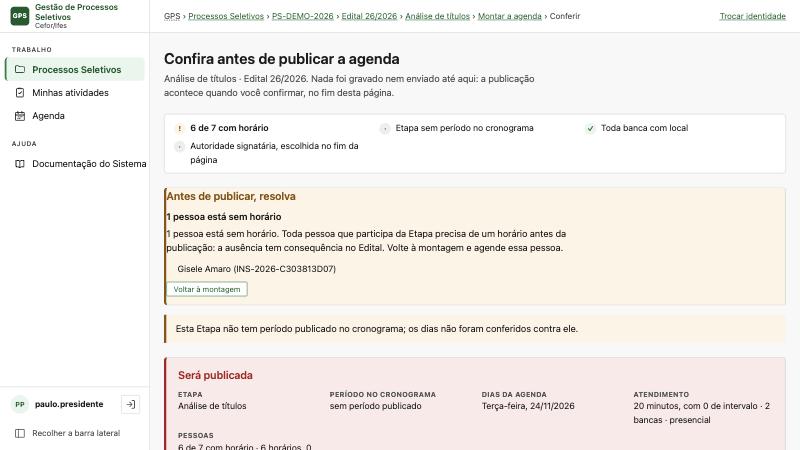 GPS
Gestão de Processos
Seletivos
Cefor/Ifes
GPS › Processos Seletivos › PS-DEMO-2026 › Edital 26/2026 › Análise de títulos › Montar a agenda › Conferir
Trocar identidade
TRABALHO
Processos Seletivos
Minhas atividades
Agenda
AJUDA
Documentação do Sistema
Confira antes de publicar a agenda
Análise de títulos · Edital 26/2026. Nada foi gravado nem enviado até aqui: a publicação
acontece quando você confirmar, no fim desta página.
6 de 7 com horário
Etapa sem período no cronograma
Toda banca com local
Autoridade signatária, escolhida no fim da
página
Antes de publicar, resolva
1 pessoa está sem horário
1 pessoa está sem horário. Toda pessoa que participa da Etapa precisa de um horário antes da
publicação: a ausência tem consequência no Edital. Volte à montagem e agende essa pessoa.
Gisele Amaro (INS-2026-C303813D07)
Voltar à montagem
Esta Etapa não tem período publicado no cronograma; os dias não foram conferidos contra ele.
Será publicada
ETAPA
Análise de títulos
PERÍODO NO CRONOGRAMA
sem período publicado
DIAS DA AGENDA
Terça-feira, 24/11/2026
ATENDIMENTO
20 minutos, com 0 de intervalo · 2
bancas · presencial
PESSOAS
6 de 7 com horário · 6 horários, 0
PP
paulo.presidente
Recolher a barra lateral